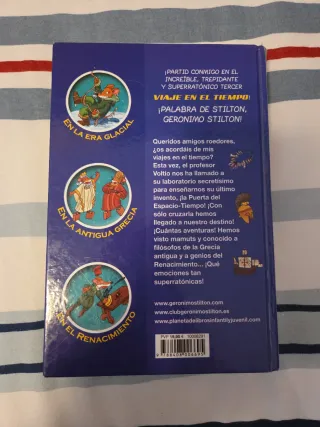 ¡PARTID CONMIGO EN EL
INCREÍBLE, TREPIDANTE
Y SUPERRATÓNICO TERCER
VIAJE EN EL TIEMPO!
¡PALABRA DE STILTON,
GERONIMO STILTON!
EN LA ERA GLACIAL
EN LA ANTIGUA GRECIA
EN EL RENACIMIENTO
Queridos amigos roedores,
¿os acordáis de mis
viajes en el tiempo?
Esta vez, el profesor
Voltio nos ha llamado a
su laboratorio secretísimo
para enseñarnos su último
invento, ¡la Puerta del
Espacio-Tiempo! ¡Con
sólo cruzarla hemos
llegado a nuestro destino!
¡Cuántas aventuras! Hemos
visto mamuts y conocido a
filósofos de la Grecia
antigua y a genios del
Renacimiento... ¡Qué
emociones tan
superratónicas!
www.geronimostilton.com
www.clubgeronimostilton.es
www.planetadelibrosinfantilyjuvenil.com
PVP